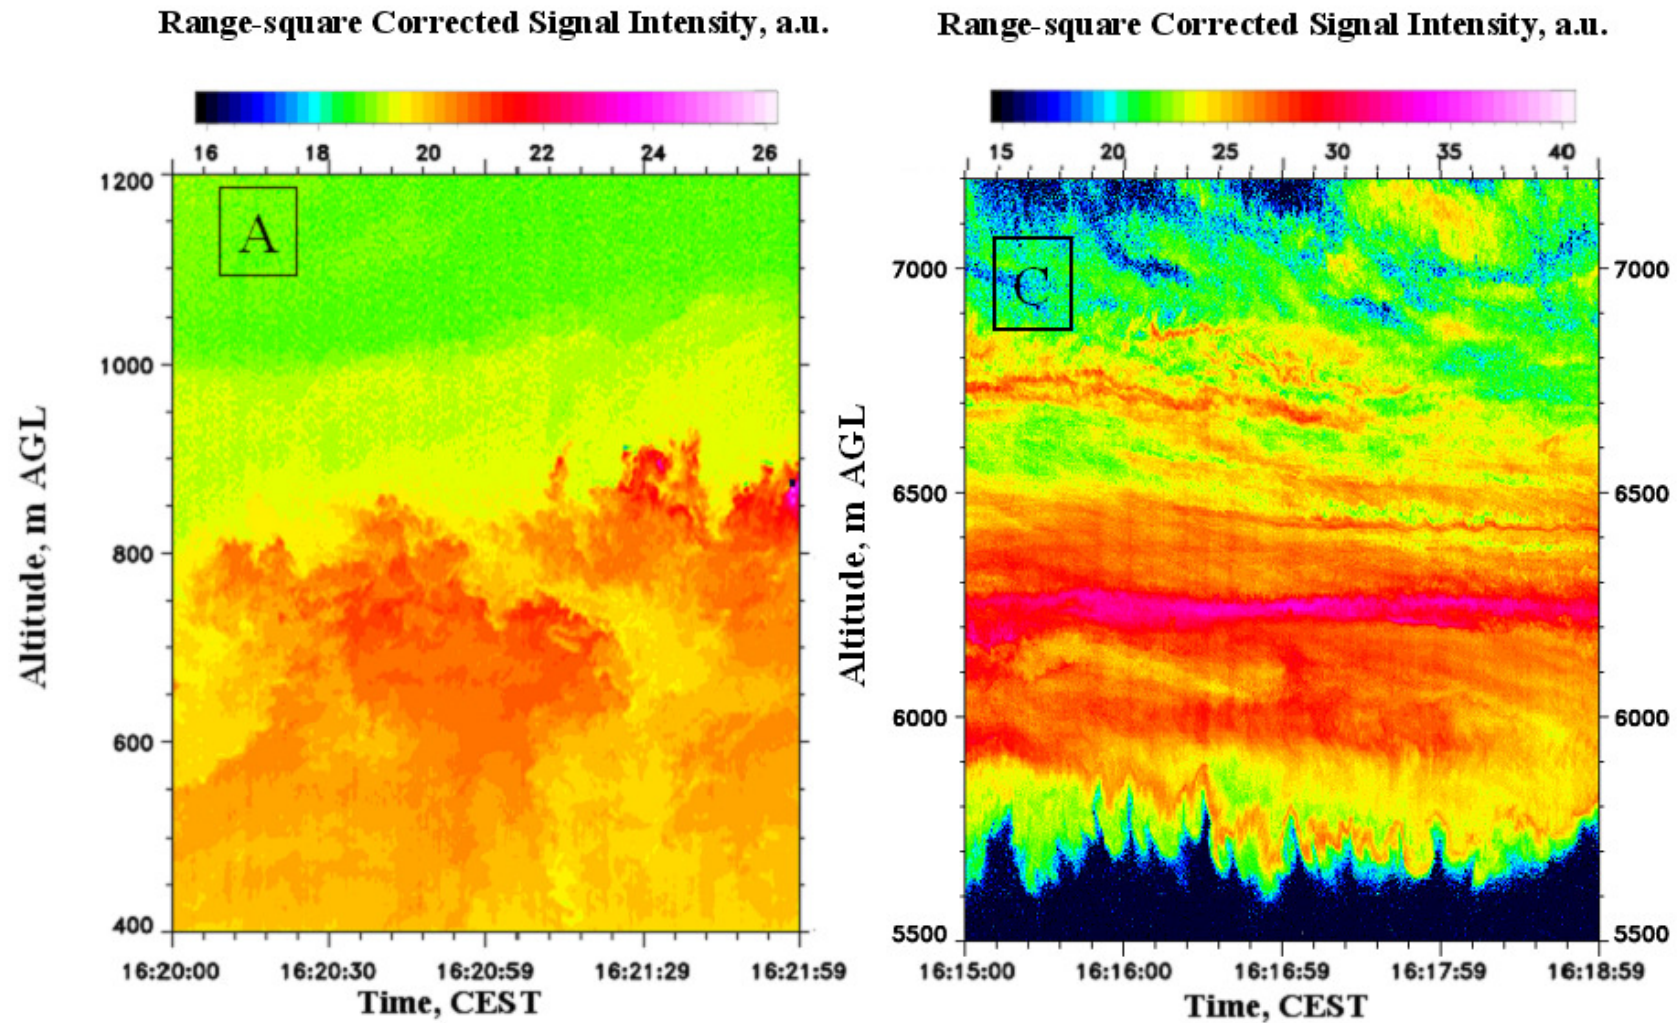 Range-square Corrected Signal Intensity, a.u.
16 18 20 22 24 26
A
Altitude, m AGL
1200
1000
800
600
400
16:20:00 16:20:30 16:20:59 16:21:29 16:21:59
Time, CEST
Range-square Corrected Signal Intensity, a.u.
15 20 25 30 35 40
C
Altitude, m AGL
7000 7000
6500 6500
6000 6000
5500 5500
16:15:00 16:16:00 16:16:59 16:17:59 16:18:59
Time, CEST